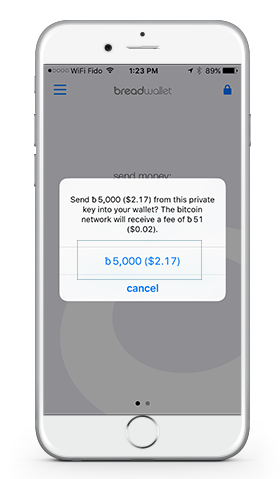 WiFi Fido 1:23 PM 89%
breadwallet
send money:
Send ƀ5,000 ($2.17) from this private
key into your wallet? The bitcoin
network will receive a fee of ƀ51
($0.02).
ƀ5,000 ($2.17)
cancel